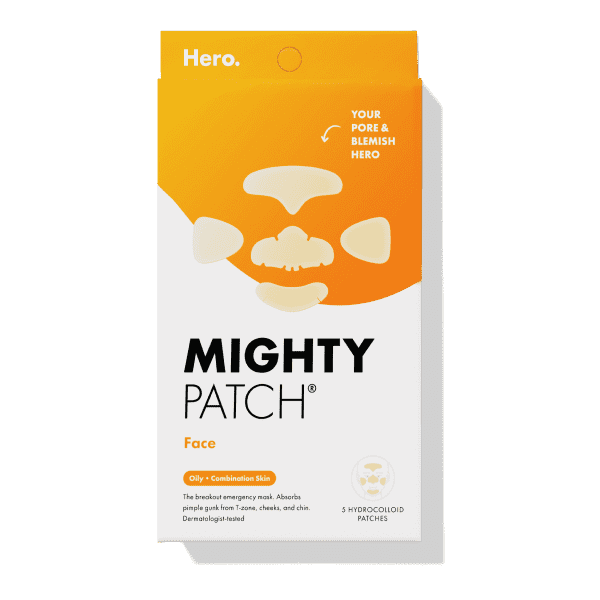 Hero.
YOUR
PORE &
BLEMISH
HERO
MIGHTY
PATCH®
Face
Oily • Combination Skin
The breakout emergency mask. Absorbs
pimple gunk from T-zone, cheeks, and chin.
Dermatologist-tested
5 HYDROCOLLOID
PATCHES